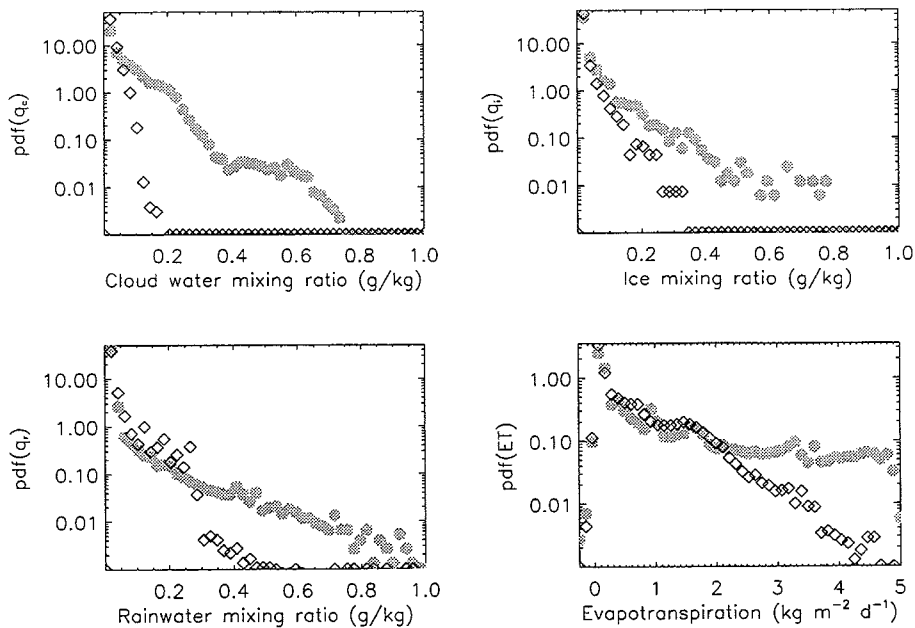 10.00
1.00
0.10
0.01
pdf(qc)
0.2 0.4 0.6 0.8 1.0
Cloud water mixing ratio (g/kg)
10.00
1.00
0.10
0.01
pdf(qi)
0.2 0.4 0.6 0.8 1.0
Ice mixing ratio (g/kg)
10.00
1.00
0.10
0.01
pdf(qr)
0.2 0.4 0.6 0.8 1.0
Rainwater mixing ratio (g/kg)
1.00
0.10
0.01
pdf(ET)
0 1 2 3 4 5
Evapotranspiration (kg m⁻² d⁻¹)